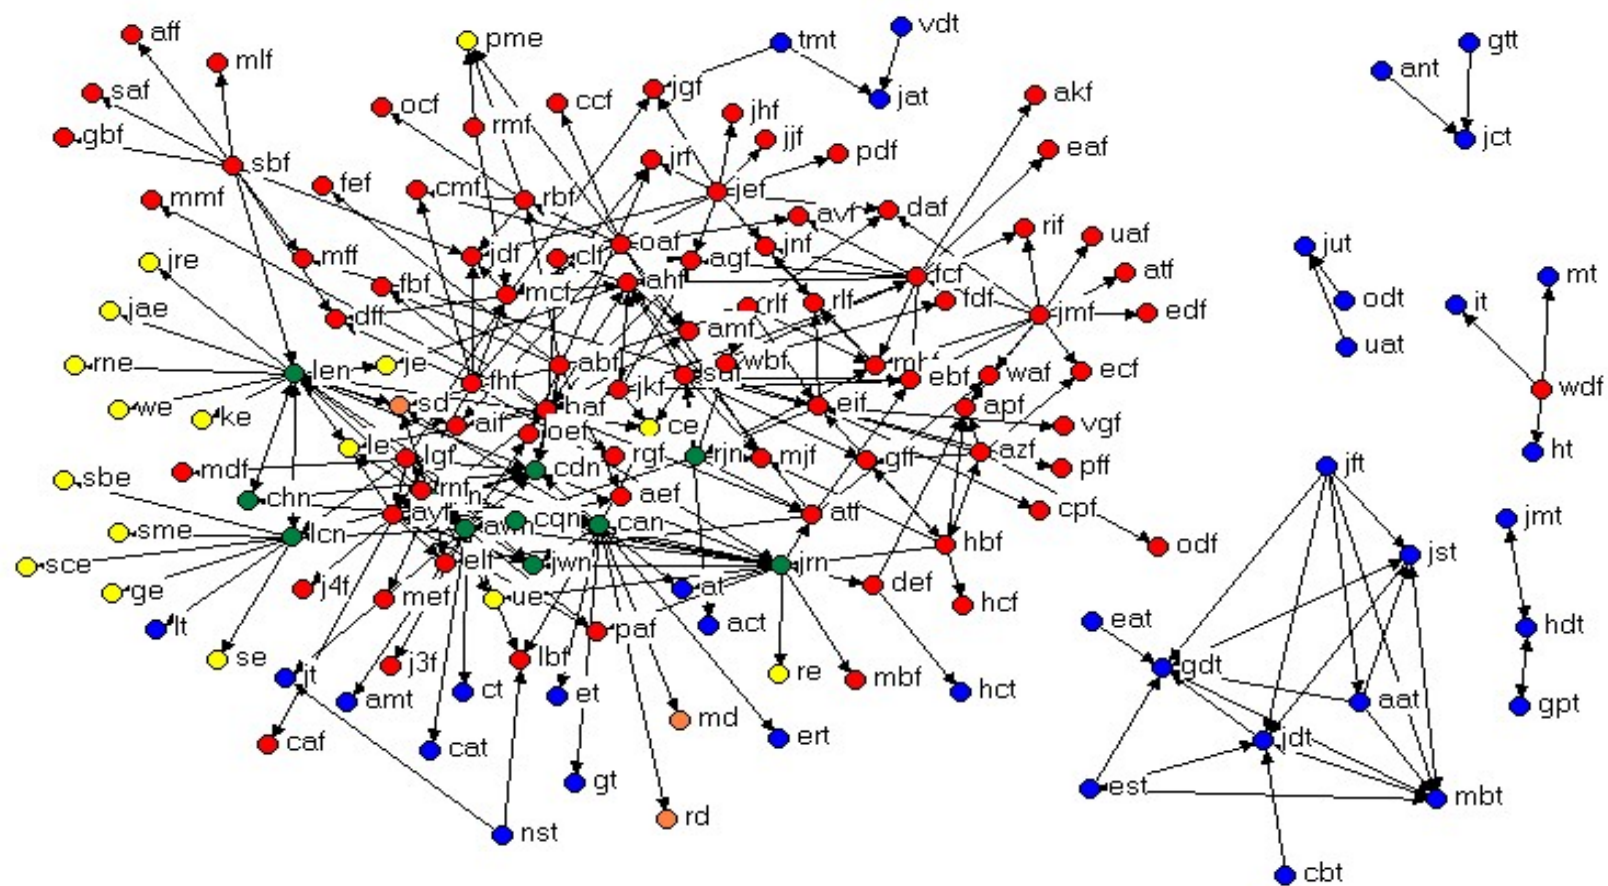 aff
vdt
pme
tmt
gtt
mlf
ant
saf
jgf
akf
jat
ocf
ccf
jhf
rmf
gbf
jjf
jct
pdf
eaf
sbf
jrf
fef
cmf
jef
mmf
rbf
avf
daf
rif
uaf
oaf
jnf
jut
jdf
clf
agf
mff
jre
atf
fcf
mt
ahf
fbf
mcf
odt
rlf
rlf
fdf
it
jae
edf
jmf
dff
amf
uat
je
abf
wbf
rne
len
ecf
waf
ebf
fhf
jkf
wdf
sd
eif
apf
we
ke
aif
ce
vgf
oef
le
azf
ht
lgf
cdn
rgf
rjn
mjf
gff
pff
jft
mdf
sbe
chn
aef
cpf
atf
jmt
cqn
can
sme
lcn
hbf
odf
jst
elf
jwn
jrn
sce
j4f
at
def
ge
mef
ue
hcf
eat
act
hdt
lt
paf
se
lbf
j3f
gdt
re
mbf
jt
ct
et
hct
amt
aat
gpt
md
caf
cat
ert
jdt
gt
est
mbt
rd
nst
cbt